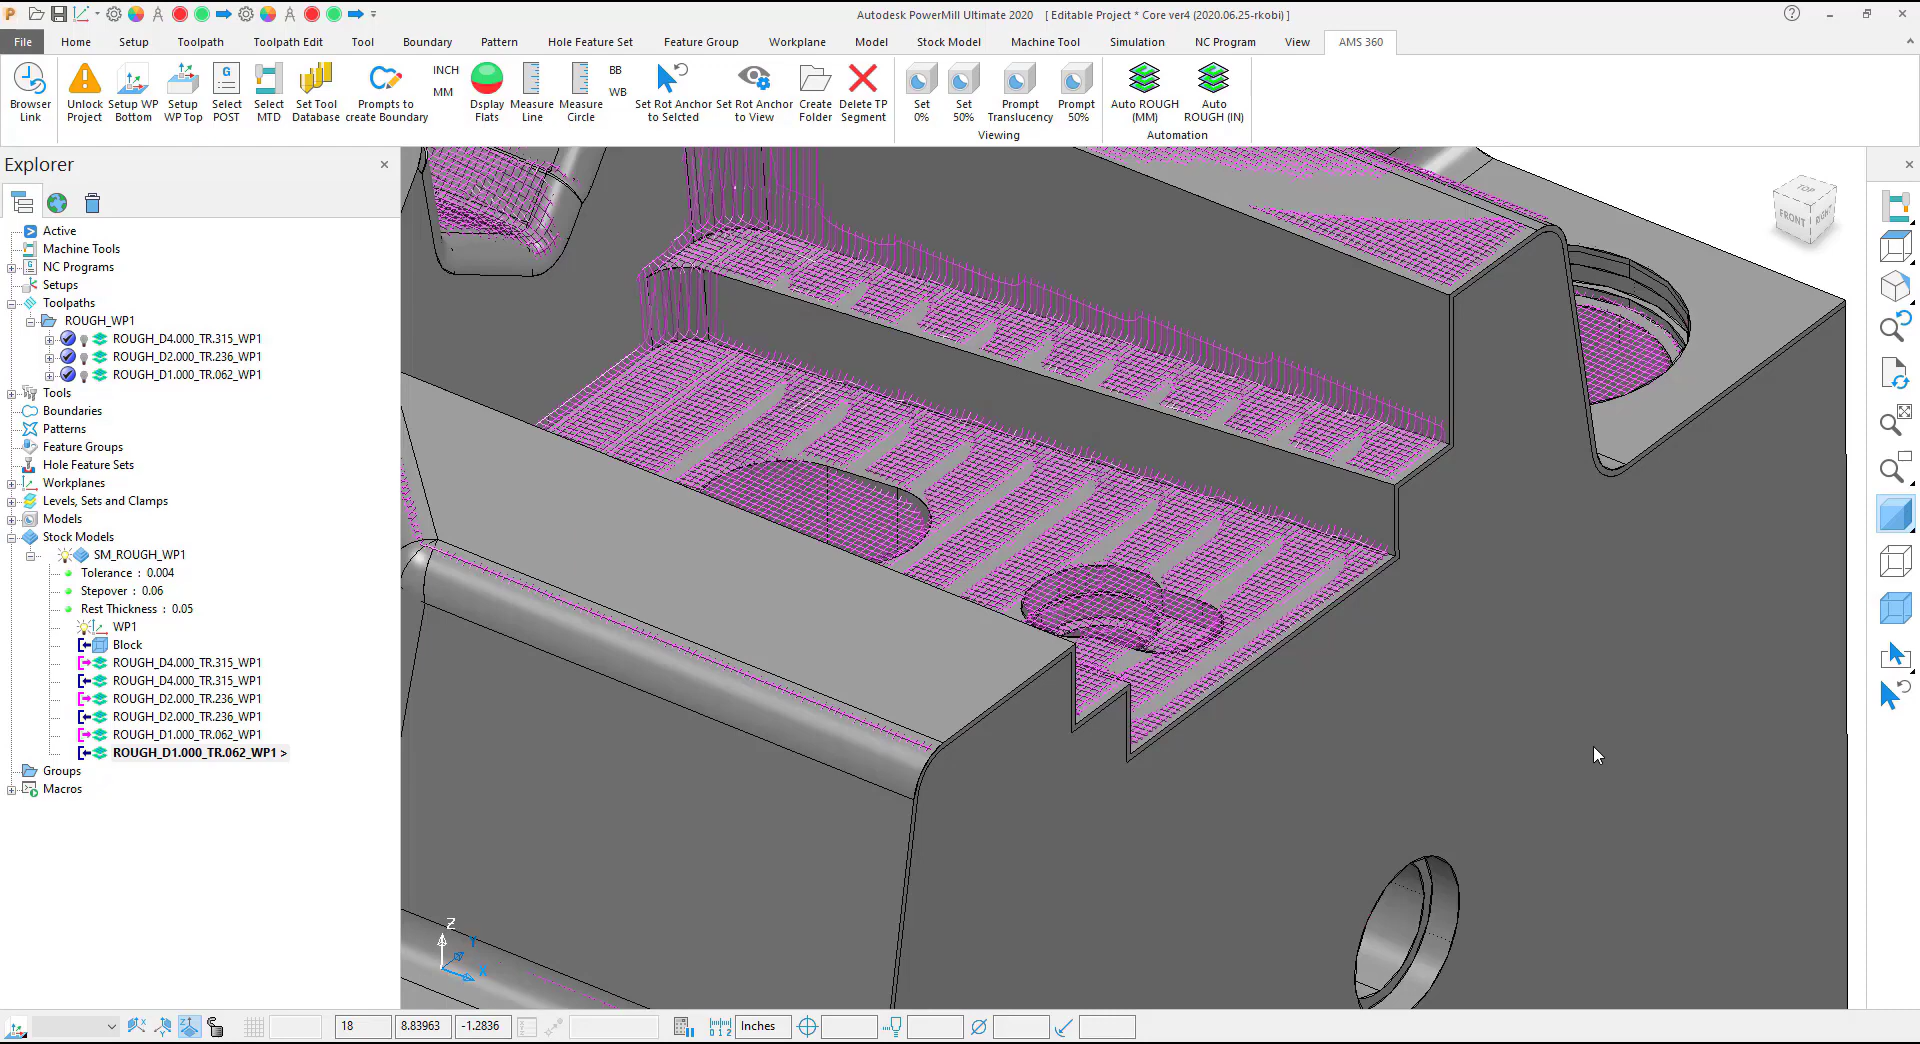 Autodesk PowerMill Ultimate 2020 [ Editable Project * Core ver4 (2020.06.25-rkobi) ]
File Home Setup Toolpath Toolpath Edit Tool Boundary Pattern Hole Feature Set Feature Group Workplane Model Stock Model Machine Tool Simulation NC Program View AMS 360
Browser Link
Unlock Project
Setup WP Bottom
Setup WP Top
Select POST
Select MTD
Set Tool Database
Prompts to create Boundary
INCH
MM
Dsplay Flats
Measure Line
Measure Circle
BB
WB
Set Rot Anchor to Selcted
Set Rot Anchor to View
Create Folder
Delete TP Segment
Set 0%
Set 50%
Prompt Translucency
Prompt 50%
Viewing
Auto ROUGH (MM)
Auto ROUGH (IN)
Automation
Explorer
Active
Machine Tools
NC Programs
Setups
Toolpaths
ROUGH_WP1
ROUGH_D4.000_TR.315_WP1
ROUGH_D2.000_TR.236_WP1
ROUGH_D1.000_TR.062_WP1
Tools
Boundaries
Patterns
Feature Groups
Hole Feature Sets
Workplanes
Levels, Sets and Clamps
Models
Stock Models
SM_ROUGH_WP1
Tolerance : 0.004
Stepover : 0.06
Rest Thickness : 0.05
WP1
Block
ROUGH_D4.000_TR.315_WP1
ROUGH_D4.000_TR.315_WP1
ROUGH_D2.000_TR.236_WP1
ROUGH_D2.000_TR.236_WP1
ROUGH_D1.000_TR.062_WP1
ROUGH_D1.000_TR.062_WP1 >
Groups
Macros
TOP
FRONT
RIGHT
Z
Y
X
18 8.83963 -1.2836 Inches